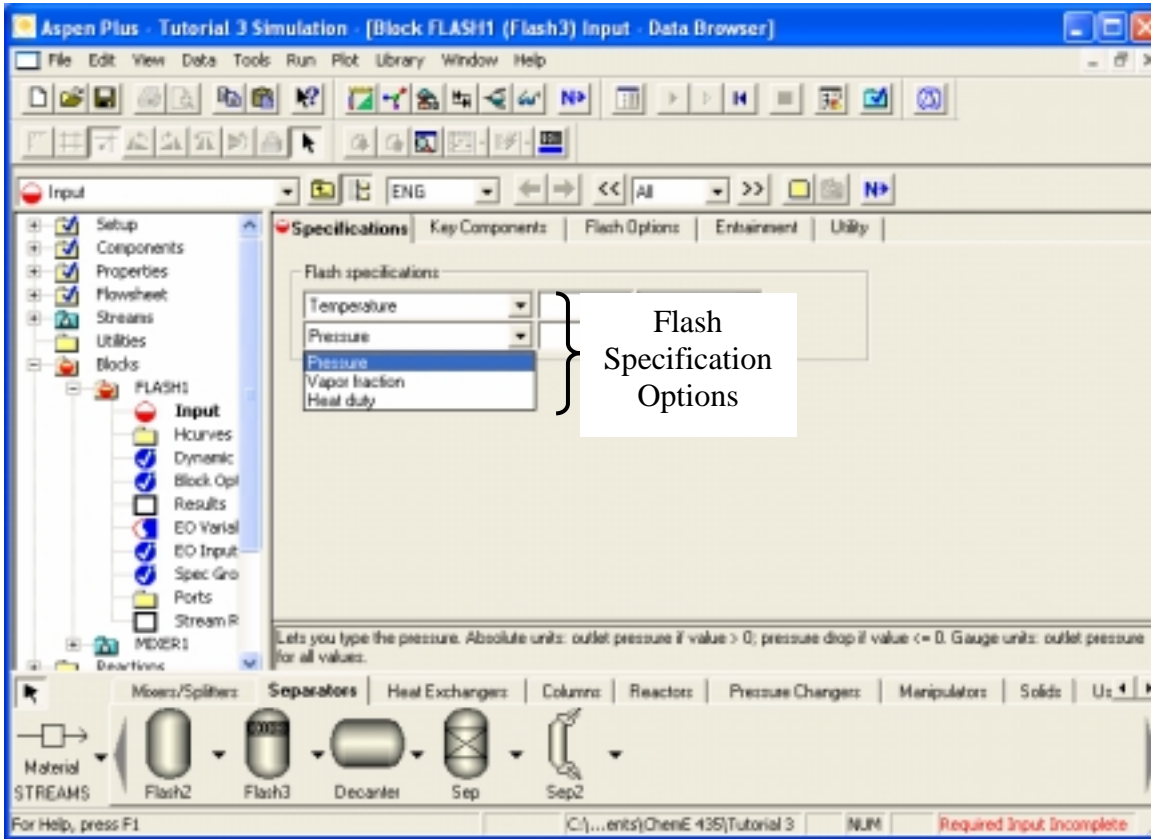 Aspen Plus - Tutorial 3 Simulation - [Block FLASH1 (Flash3) Input - Data Browser]
File Edit View Data Tools Run Plot Library Window Help
N>
Input ENG << All >> N>
Setup
Components
Properties
Flowsheet
Streams
Utilities
Blocks
FLASH1
Input
Hcurves
Dynamic
Block Opt
Results
EO Varial
EO Input
Spec Gro
Ports
Stream R
MIXER1
Reactions
Specifications Key Components Flash Options Entrainment Utility
Flash specifications
Temperature
Pressure
Pressure
Vapor fraction
Heat duty
Flash
Specification
Options
Lets you type the pressure. Absolute units: outlet pressure if value > 0; pressure drop if value <= 0. Gauge units: outlet pressure
for all values.
Mixers/Splitters Separators Heat Exchangers Columns Reactors Pressure Changers Manipulators Solids Us
Material
STREAMS Flash2 Flash3 Decanter Sep Sep2
For Help, press F1 C:\...ents\ChemE 435\Tutorial 3 NUM Required Input Incomplete